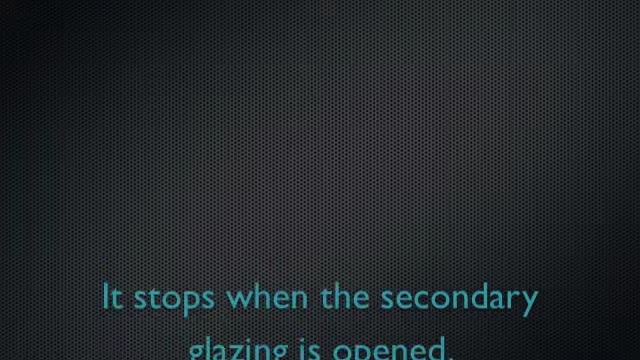 It stops when the secondary
glazing is opened.